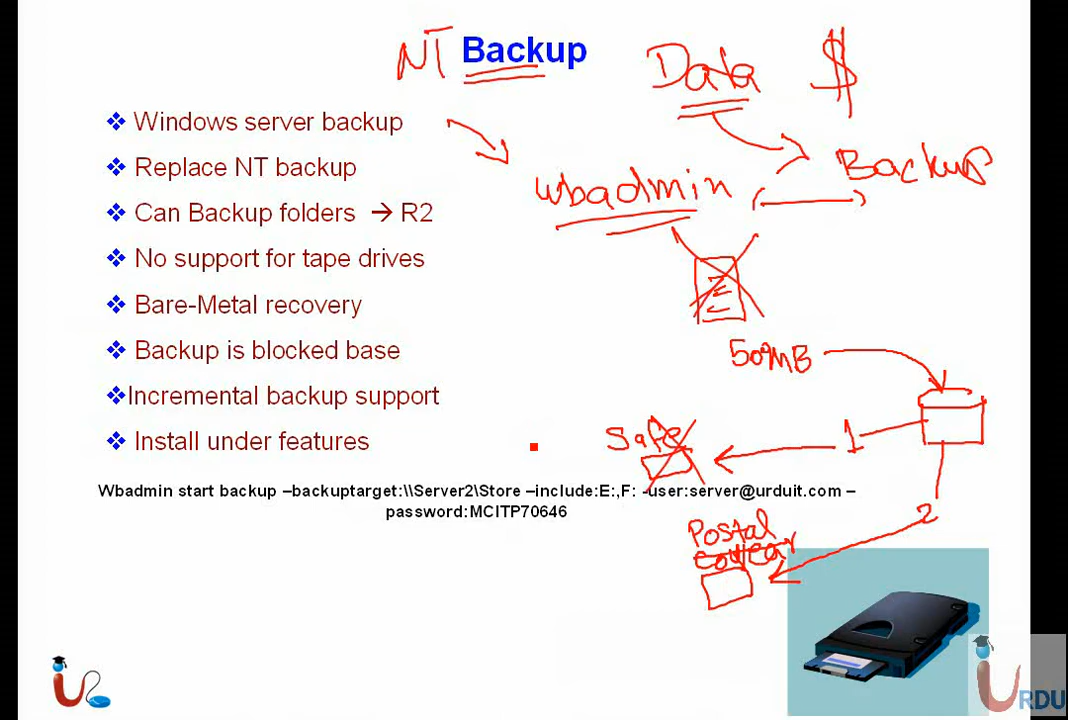 NT Backup
Data $
Windows server backup
Replace NT backup
wbadmin
Backup
Can Backup folders → R2
No support for tape drives
Bare-Metal recovery
Backup is blocked base
50MB
Incremental backup support
Install under features
Safe
1
Wbadmin start backup –backuptarget:\\Server2\Store –include:E:,F: -user:server@urduit.com –
password:MCITP70646
2
Postal
iURDU